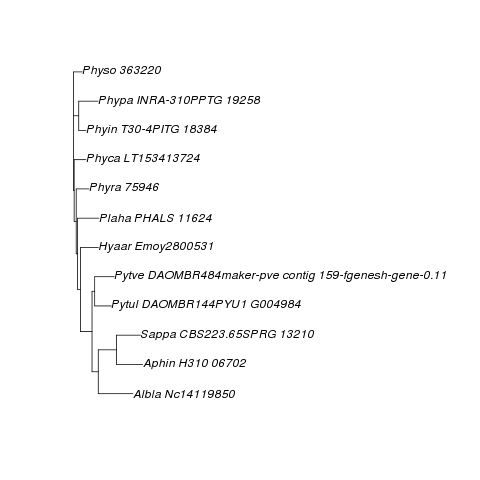 Physo 363220
Phypa INRA-310PPTG 19258
Phyin T30-4PITG 18384
Phyca LT153413724
Phyra 75946
Plaha PHALS 11624
Hyaar Emoy2800531
Pytve DAOMBR484maker-pve contig 159-fgenesh-gene-0.11
Pytul DAOMBR144PYU1 G004984
Sappa CBS223.65SPRG 13210
Aphin H310 06702
Albla Nc14119850